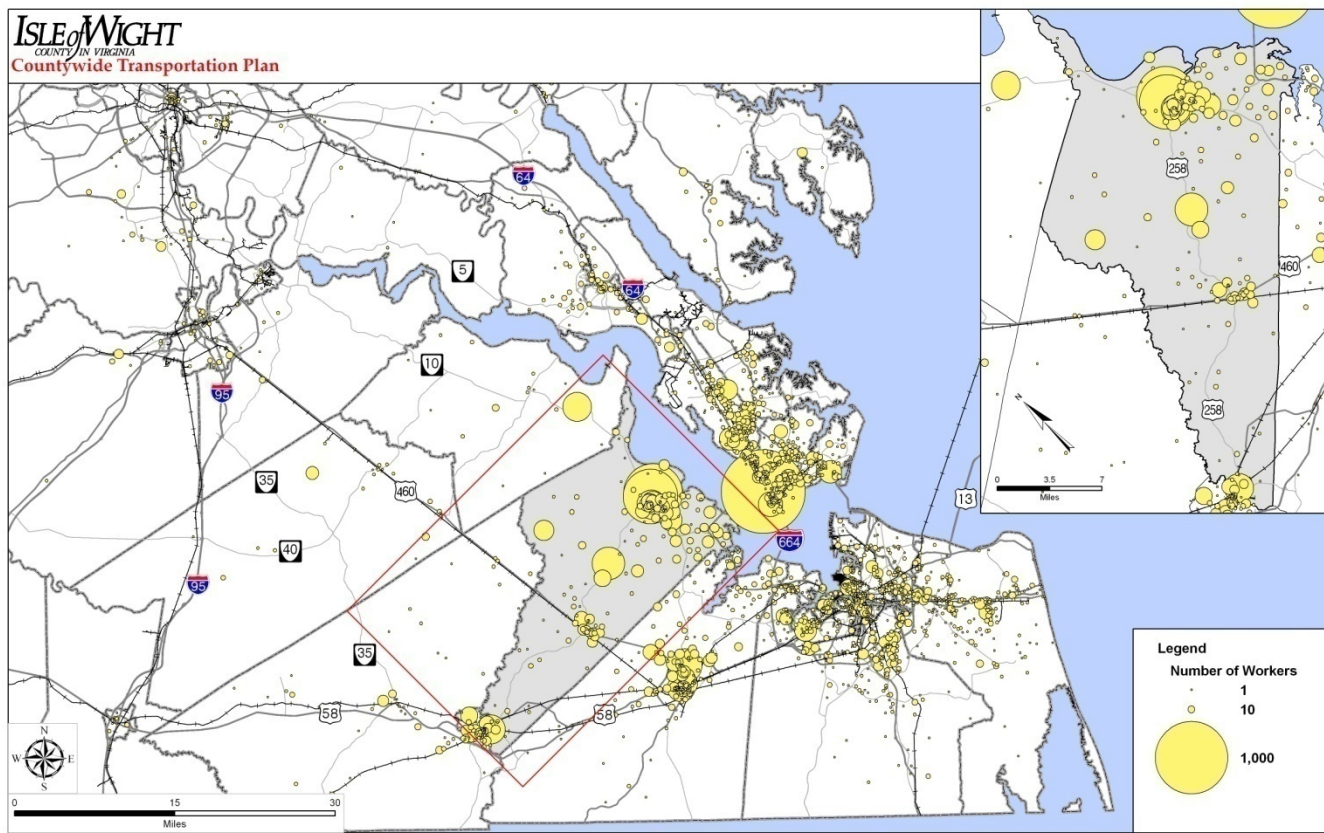 ISLE of WIGHT
COUNTY IN VIRGINIA
Countywide Transportation Plan
64
5
64
10
95
35
460
40
95
35
58
58
664
13
258
460
258
N
0 3.5 7
Miles
N
W E
S
0 15 30
Miles
Legend
Number of Workers
1
10
1,000